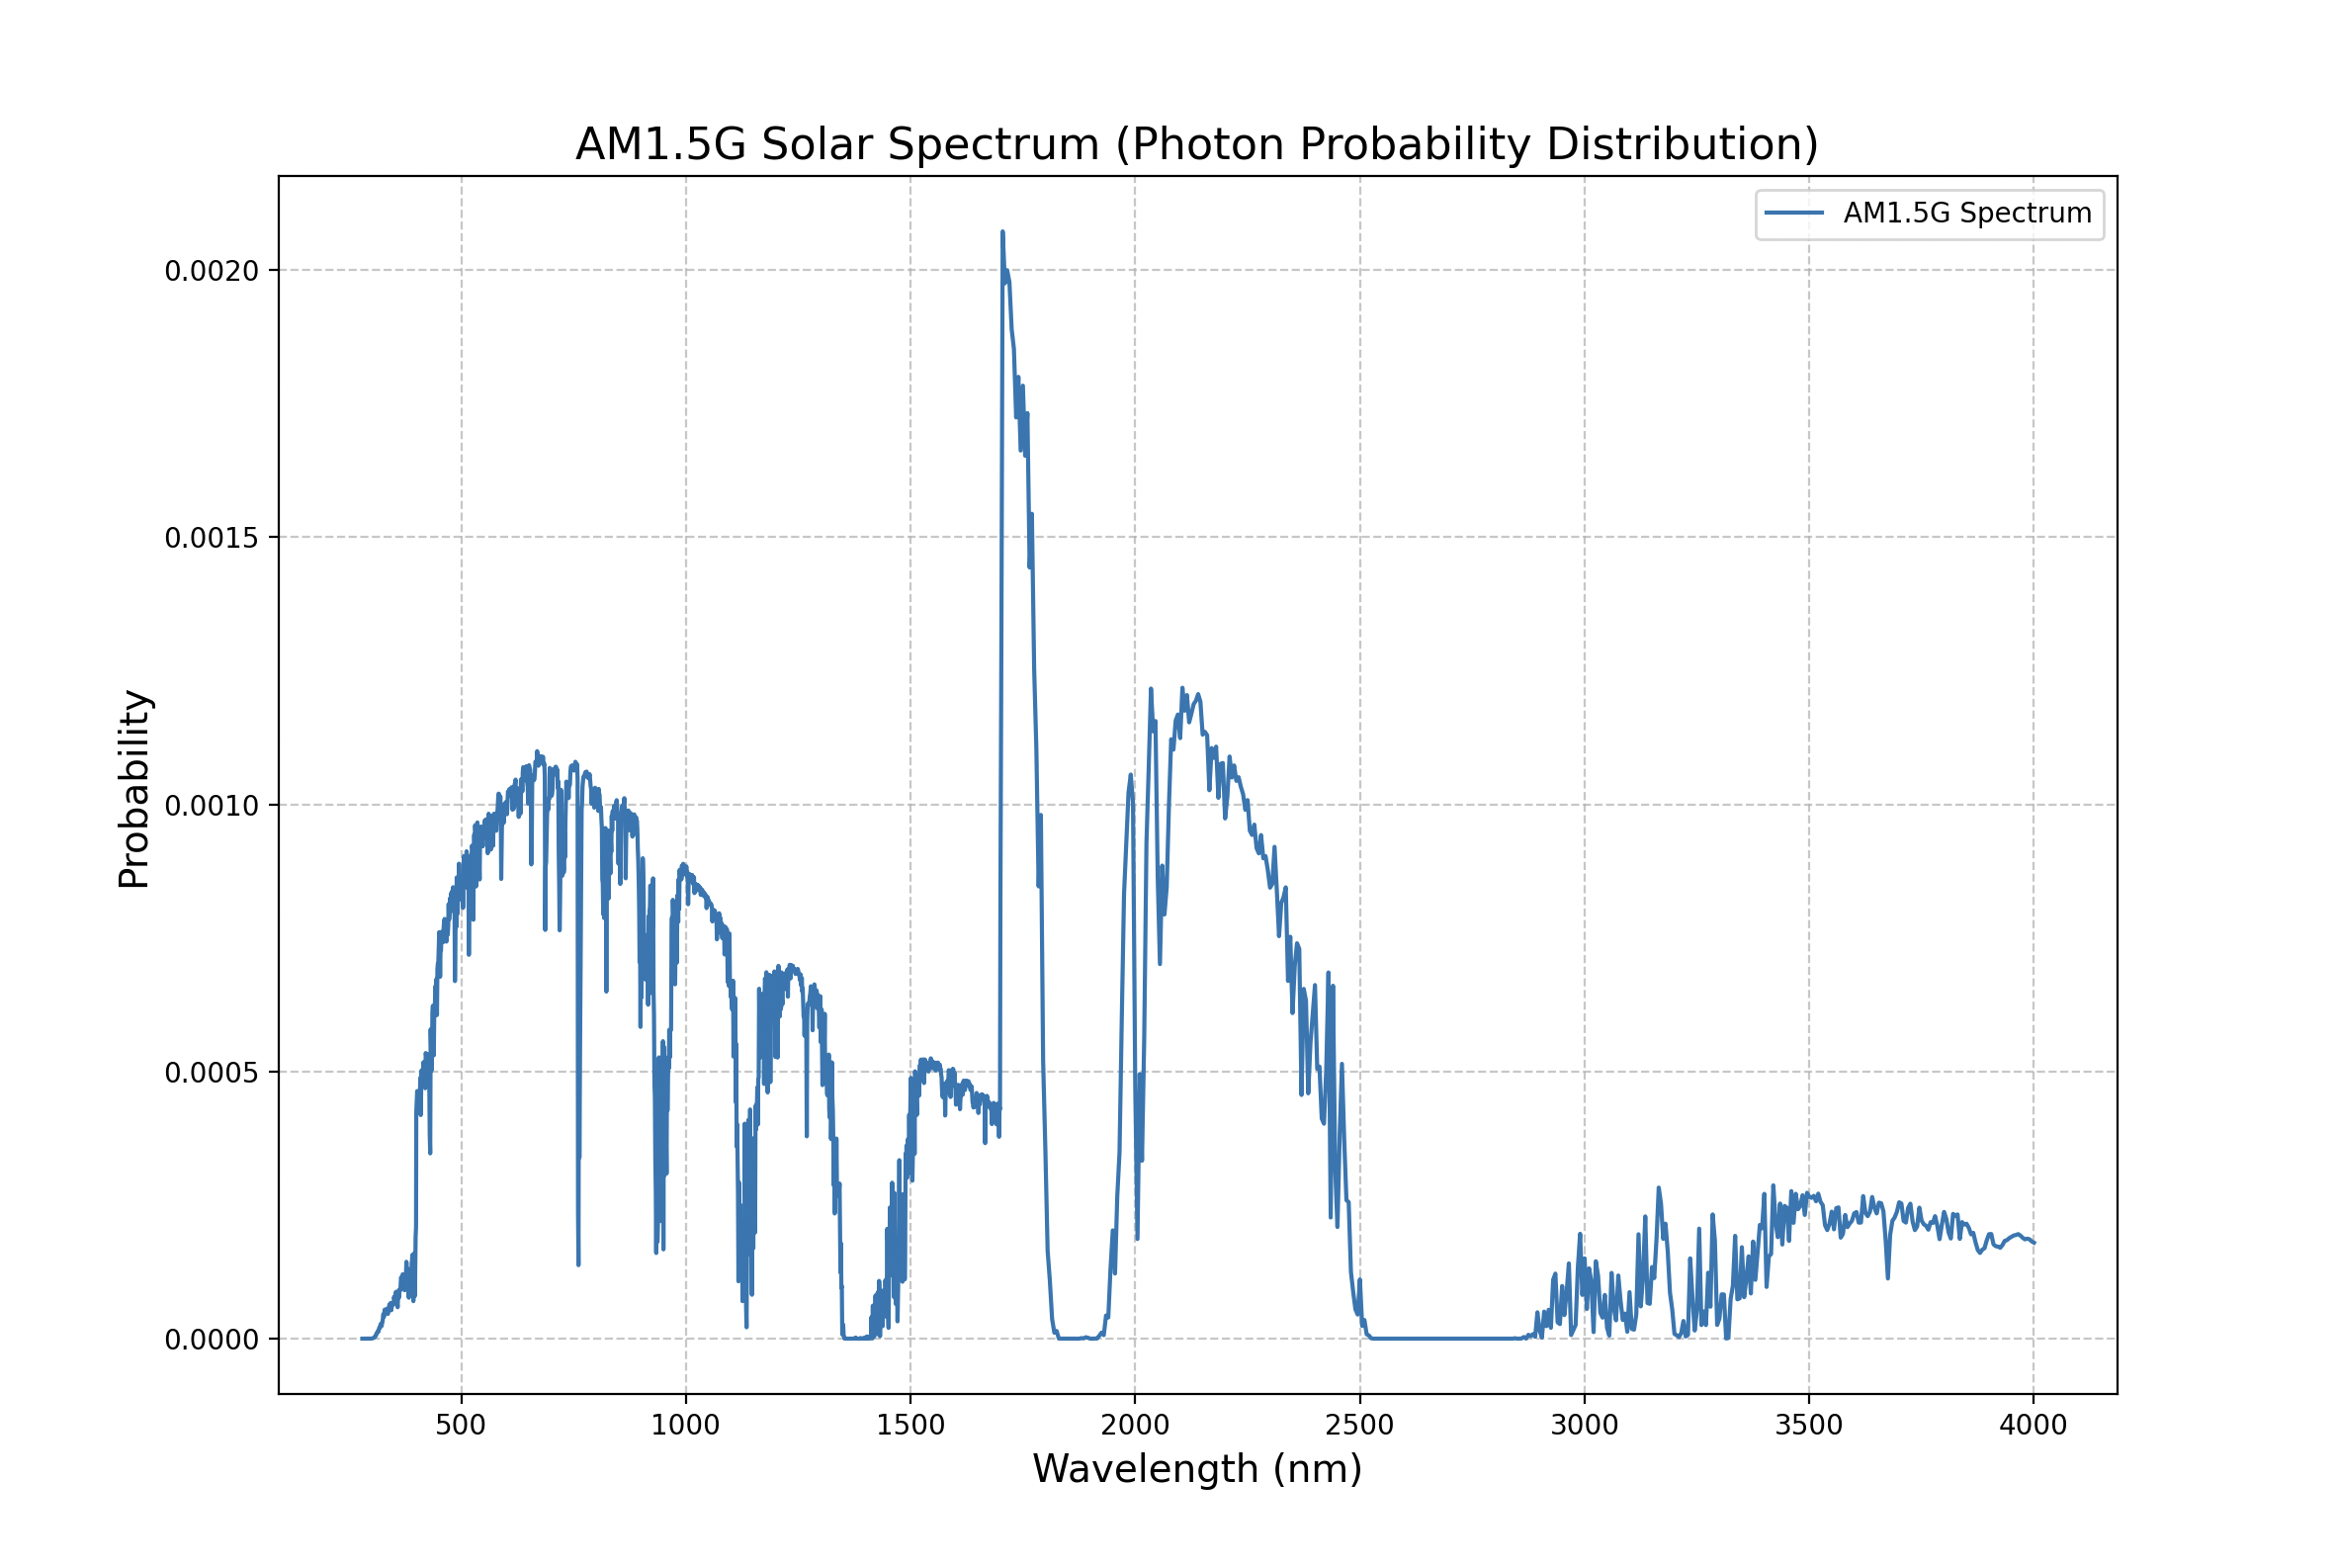 AM1.5G Solar Spectrum (Photon Probability Distribution)
AM1.5G Spectrum
0.0020
0.0015
0.0010
0.0005
0.0000
Probability
500 1000 1500 2000 2500 3000 3500 4000
Wavelength (nm)